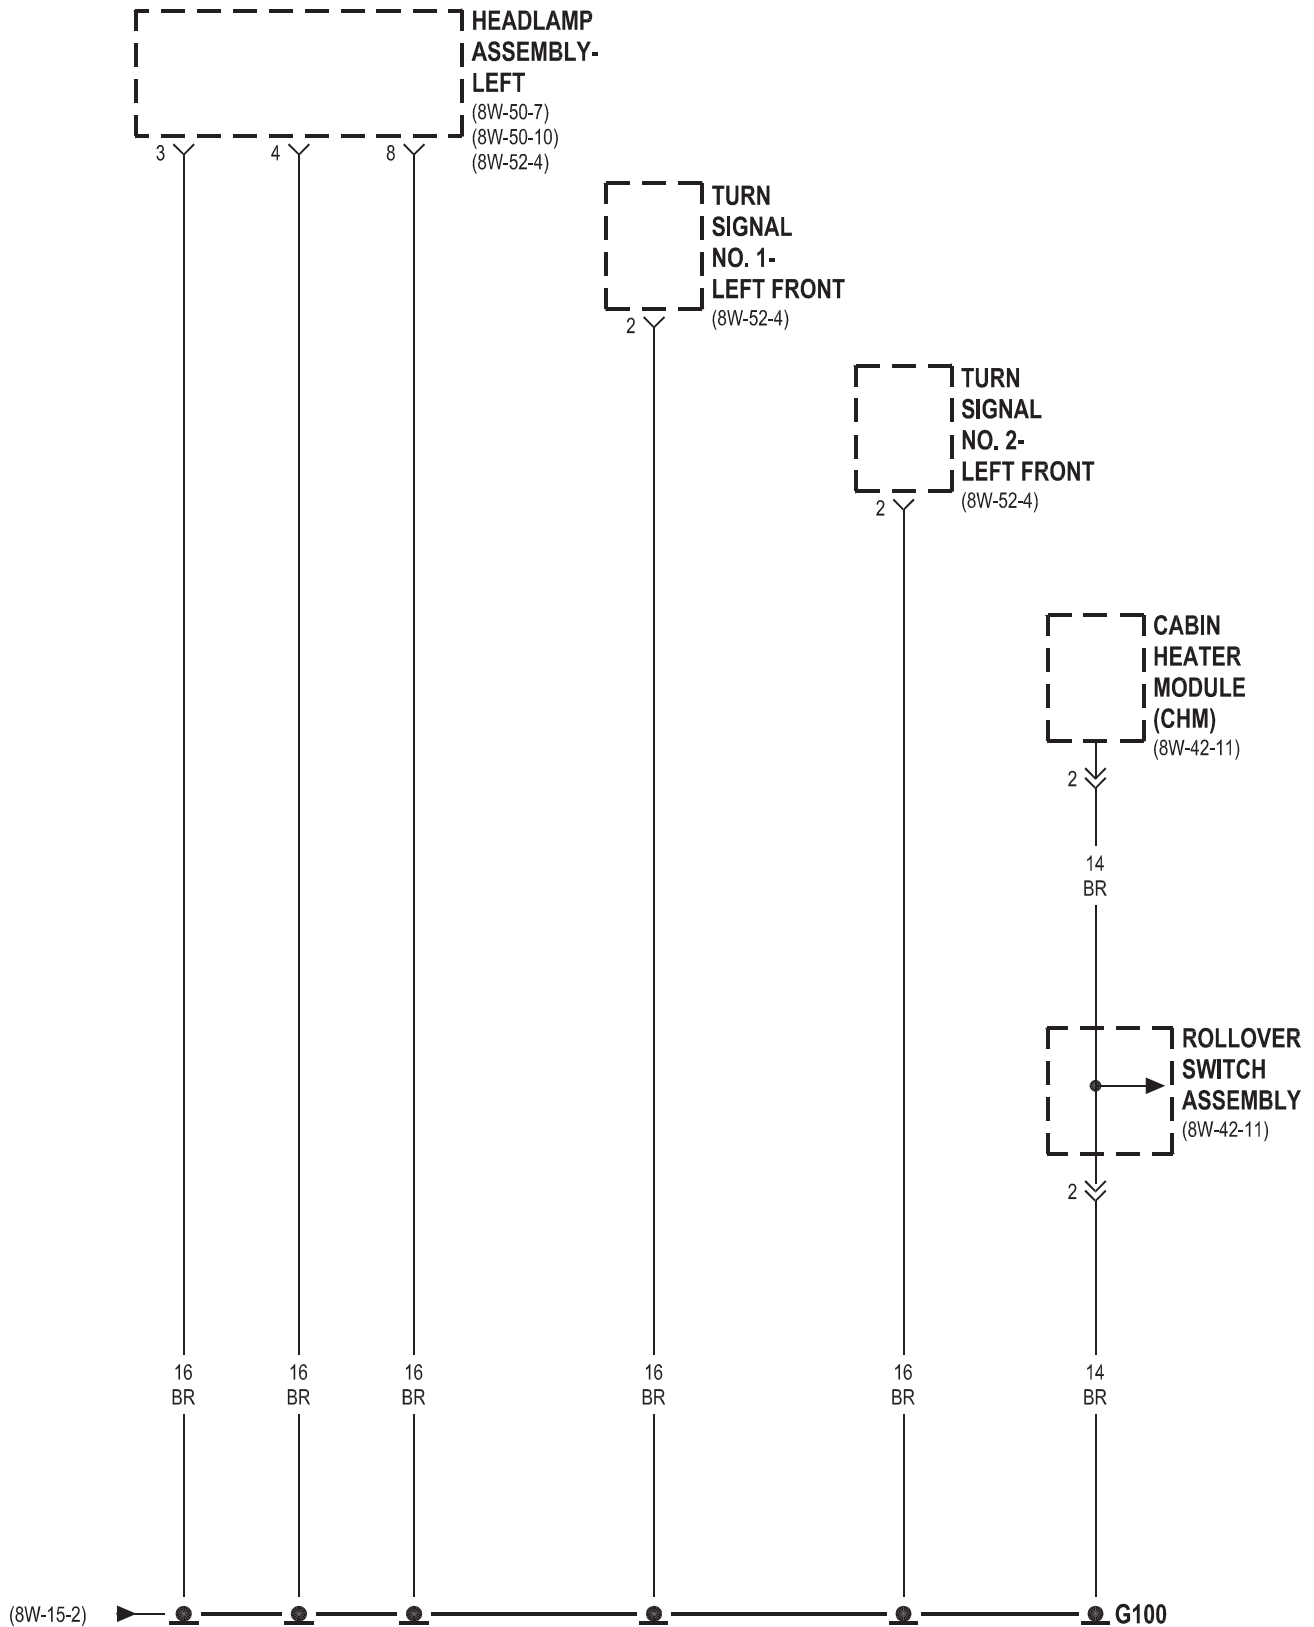 HEADLAMP
ASSEMBLY-
LEFT
(8W-50-7)
(8W-50-10)
(8W-52-4)
3
4
8
TURN
SIGNAL
NO. 1-
LEFT FRONT
(8W-52-4)
2
TURN
SIGNAL
NO. 2-
LEFT FRONT
(8W-52-4)
2
CABIN
HEATER
MODULE
(CHM)
(8W-42-11)
2
14
BR
ROLLOVER
SWITCH
ASSEMBLY
(8W-42-11)
2
16 16 16 16 16 14
BR BR BR BR BR BR
(8W-15-2)
G100